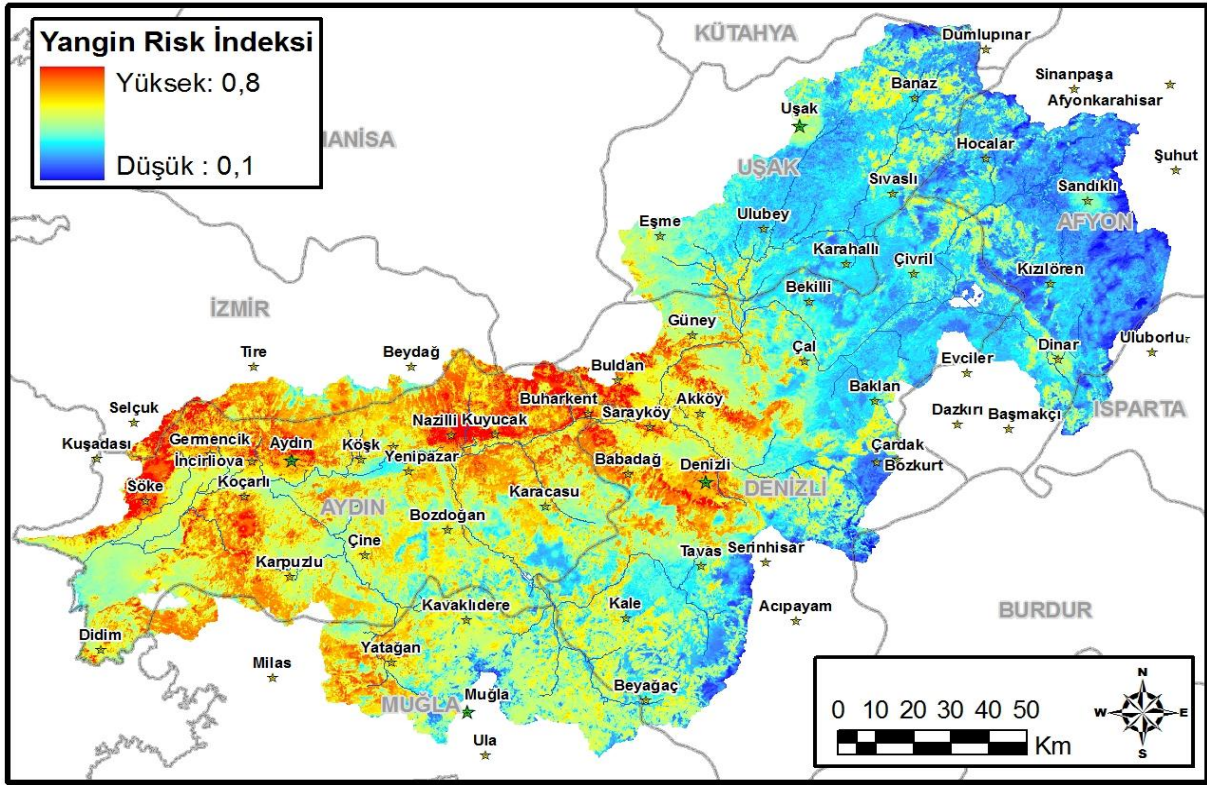 Yangin Risk İndeksi
Yüksek: 0,8
Düşük : 0,1
KÜTAHYA
Dumlupınar
Sinanpaşa
Banaz
Afyonkarahisar
Uşak
ANİSA
Hocalar
Şuhut
UŞAK
Sıvaslı
Sandıklı
AFYON
Eşme
Ulubey
Karahallı
Çivril
Kızılören
Bekilli
İZMİR
Güney
Uluborlu
Çal
Dinar
Tire
Beydağ
Buldan
Evciler
Baklan
Selçuk
Buharkent
Akköy
Dazkırı
Başmakçı
ISPARTA
Nazilli
Kuyucak
Sarayköy
Kuşadası
Germencik
Aydın
Köşk
Çardak
İncirliova
Yenipazar
Babadağ
Denizli
Bozkurt
Söke
Koçarlı
AYDIN
Karacasu
DENİZLİ
Bozdoğan
Çine
Tavas
Serinhisar
Karpuzlu
Kavaklıdere
Kale
Acıpayam
BURDUR
Didim
Yatağan
Milas
Muğla
MUĞLA
Beyağaç
Ula
0 10 20 30 40 50
Km
N
W
E
S